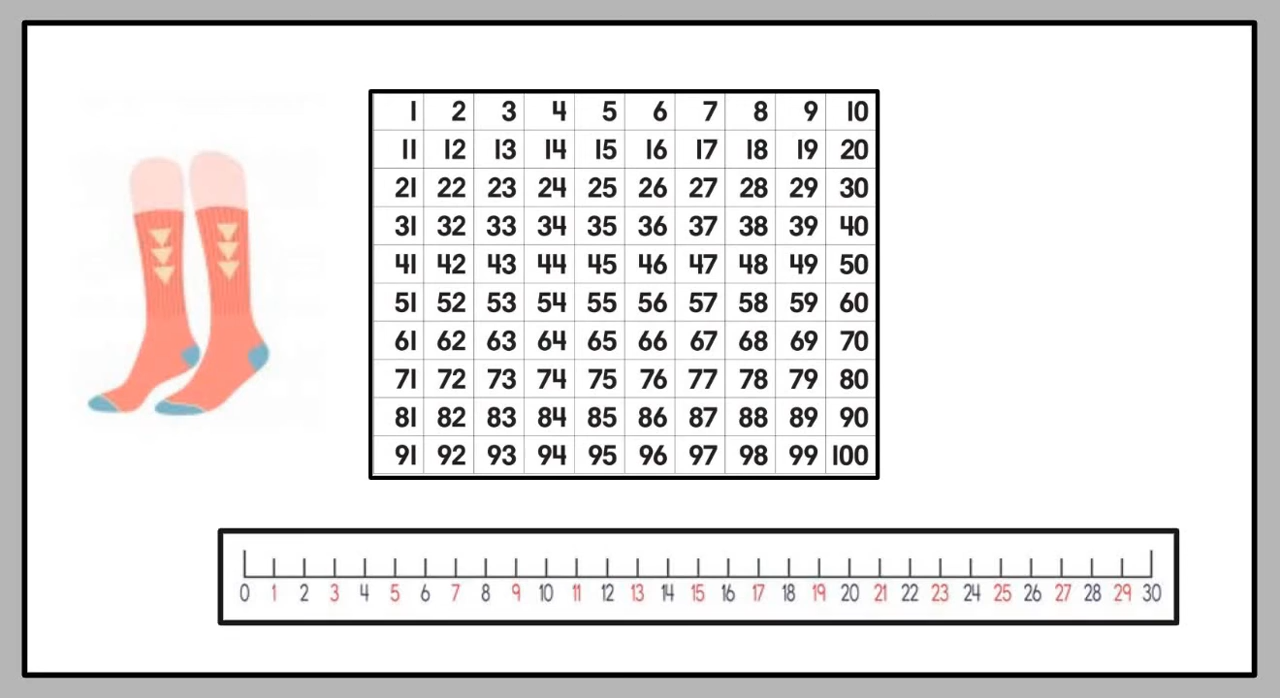 1 2 3 4 5 6 7 8 9 10
11 12 13 14 15 16 17 18 19 20
21 22 23 24 25 26 27 28 29 30
31 32 33 34 35 36 37 38 39 40
41 42 43 44 45 46 47 48 49 50
51 52 53 54 55 56 57 58 59 60
61 62 63 64 65 66 67 68 69 70
71 72 73 74 75 76 77 78 79 80
81 82 83 84 85 86 87 88 89 90
91 92 93 94 95 96 97 98 99 100
0 1 2 3 4 5 6 7 8 9 10 11 12 13 14 15 16 17 18 19 20 21 22 23 24 25 26 27 28 29 30